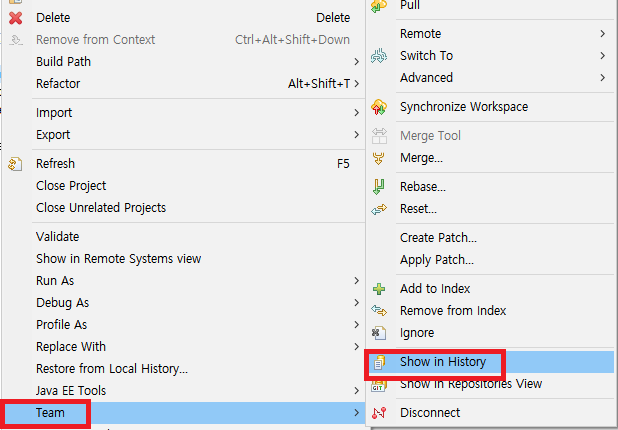 Delete Delete
Remove from Context Ctrl+Alt+Shift+Down
Build Path
Refactor Alt+Shift+T
Import
Export
Refresh F5
Close Project
Close Unrelated Projects
Validate
Show in Remote Systems view
Run As
Debug As
Profile As
Replace With
Restore from Local History...
Java EE Tools
Team
Pull
Remote
Switch To
Advanced
Synchronize Workspace
Merge Tool
Merge...
Rebase...
Reset...
Create Patch...
Apply Patch...
Add to Index
Remove from Index
Ignore
Show in History
GIT Show in Repositories View
Disconnect